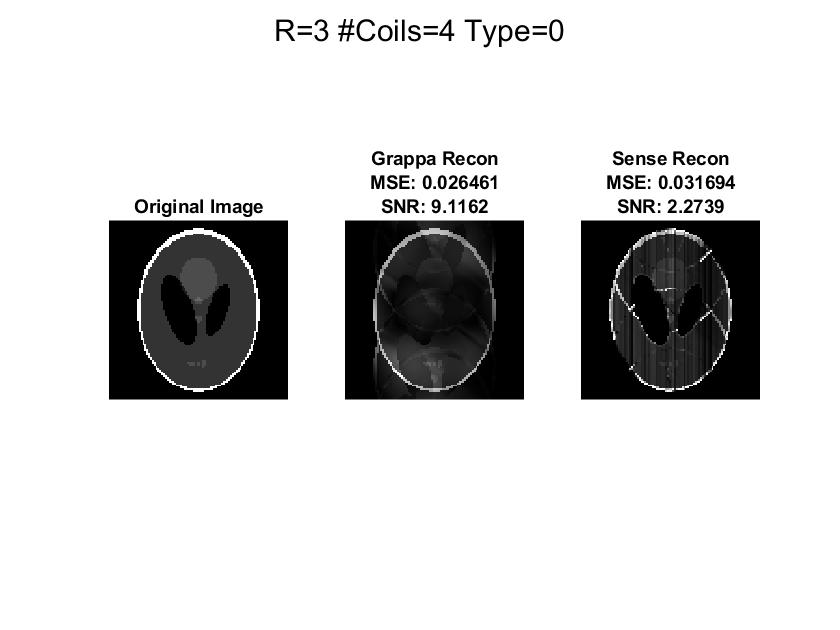 R=3 #Coils=4 Type=0
Original Image
Grappa Recon
MSE: 0.026461
SNR: 9.1162
Sense Recon
MSE: 0.031694
SNR: 2.2739